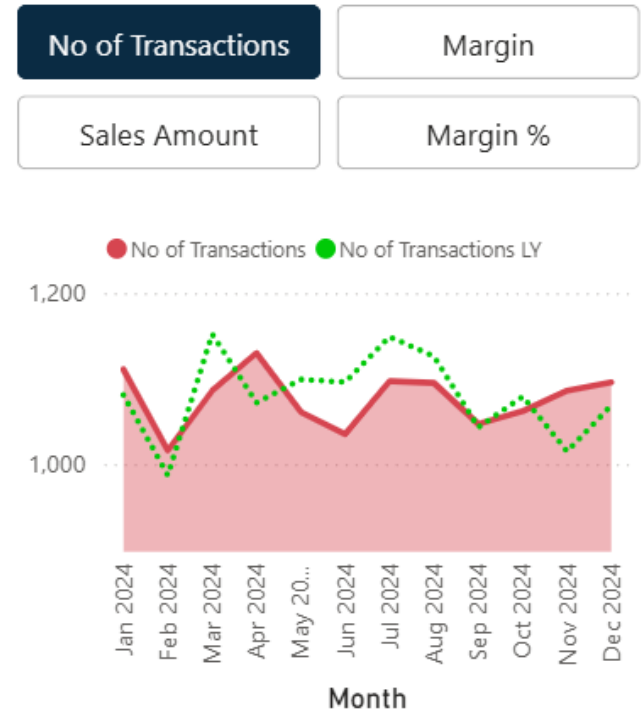 No of Transactions Margin
Sales Amount Margin %
No of Transactions No of Transactions LY
1,200
1,000
Jan 2024
Feb 2024
Mar 2024
Apr 2024
May 20...
Jun 2024
Jul 2024
Aug 2024
Sep 2024
Oct 2024
Nov 2024
Dec 2024
Month